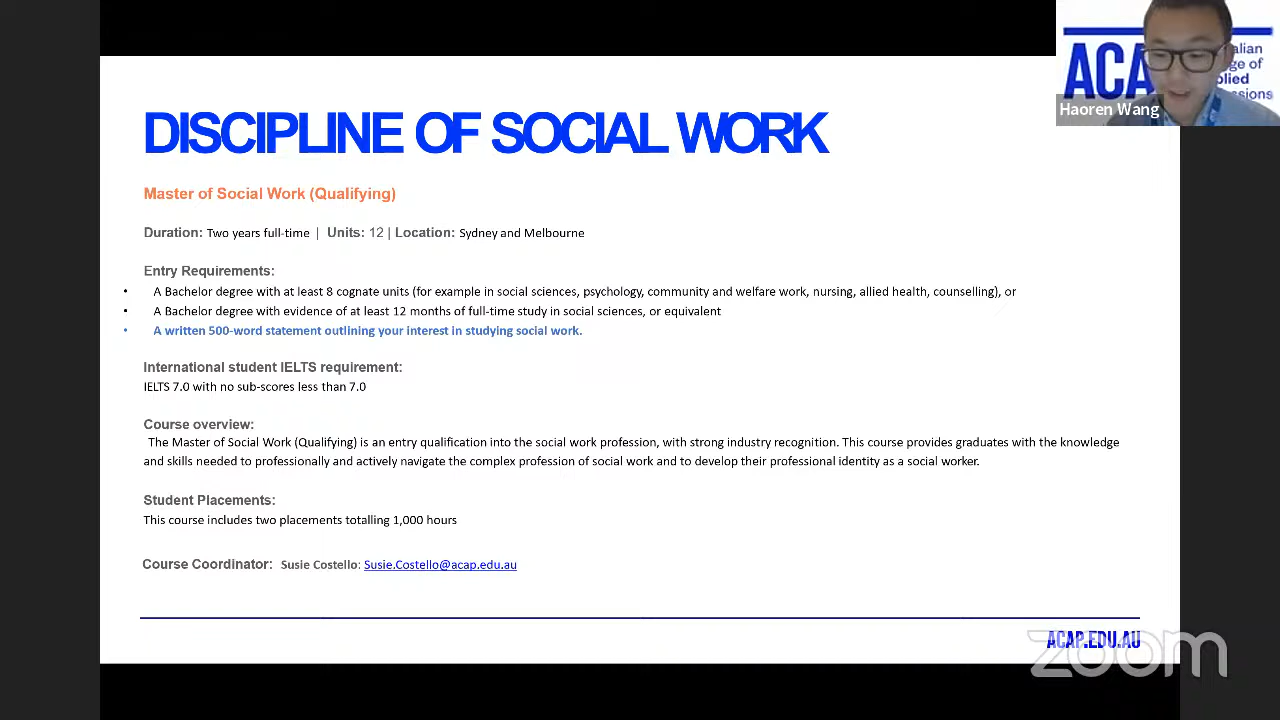 DISCIPLINE OF SOCIAL WORK
Master of Social Work (Qualifying)
Duration: Two years full-time | Units: 12 | Location: Sydney and Melbourne
Entry Requirements:
• A Bachelor degree with at least 8 cognate units (for example in social sciences, psychology, community and welfare work, nursing, allied health, counselling), or
• A Bachelor degree with evidence of at least 12 months of full-time study in social sciences, or equivalent
• A written 500-word statement outlining your interest in studying social work.
International student IELTS requirement:
IELTS 7.0 with no sub-scores less than 7.0
Course overview:
The Master of Social Work (Qualifying) is an entry qualification into the social work profession, with strong industry recognition. This course provides graduates with the knowledge
and skills needed to professionally and actively navigate the complex profession of social work and to develop their professional identity as a social worker.
Student Placements:
This course includes two placements totalling 1,000 hours
Course Coordinator: Susie Costello: Susie.Costello@acap.edu.au
ACAP.EDU.AU
zoom
ACA
of
Haoren Wang